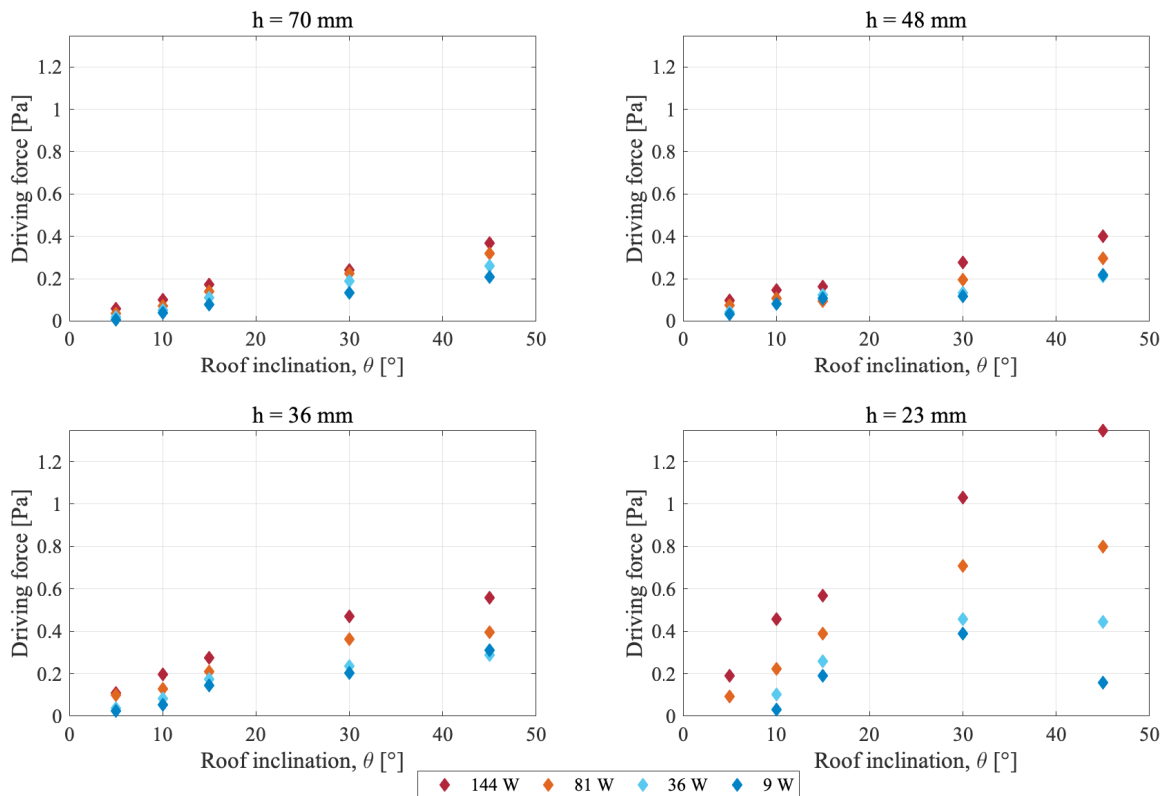 h = 70 mm
Driving force [Pa]
1.2
1
0.8
0.6
0.4
0.2
0
0 10 20 30 40 50
Roof inclination, θ [°]
h = 48 mm
Driving force [Pa]
1.2
1
0.8
0.6
0.4
0.2
0
0 10 20 30 40 50
Roof inclination, θ [°]
h = 36 mm
Driving force [Pa]
1.2
1
0.8
0.6
0.4
0.2
0
0 10 20 30 40 50
Roof inclination, θ [°]
h = 23 mm
Driving force [Pa]
1.2
1
0.8
0.6
0.4
0.2
0
0 10 20 30 40 50
Roof inclination, θ [°]
144 W 81 W 36 W 9 W